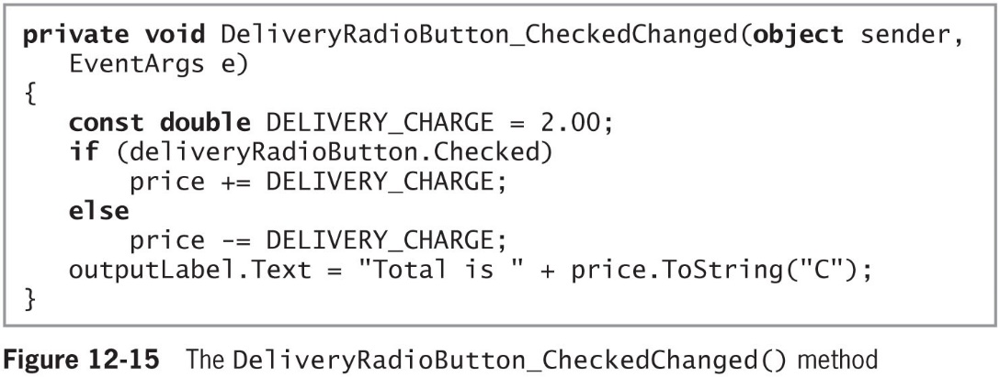 private void DeliveryRadioButton_CheckedChanged(object sender,
EventArgs e)
{
const double DELIVERY_CHARGE = 2.00;
if (deliveryRadioButton.Checked)
price += DELIVERY_CHARGE;
else
price -= DELIVERY_CHARGE;
outputLabel.Text = "Total is " + price.ToString("C");
}
Figure 12-15 The DeliveryRadioButton_CheckedChanged() method